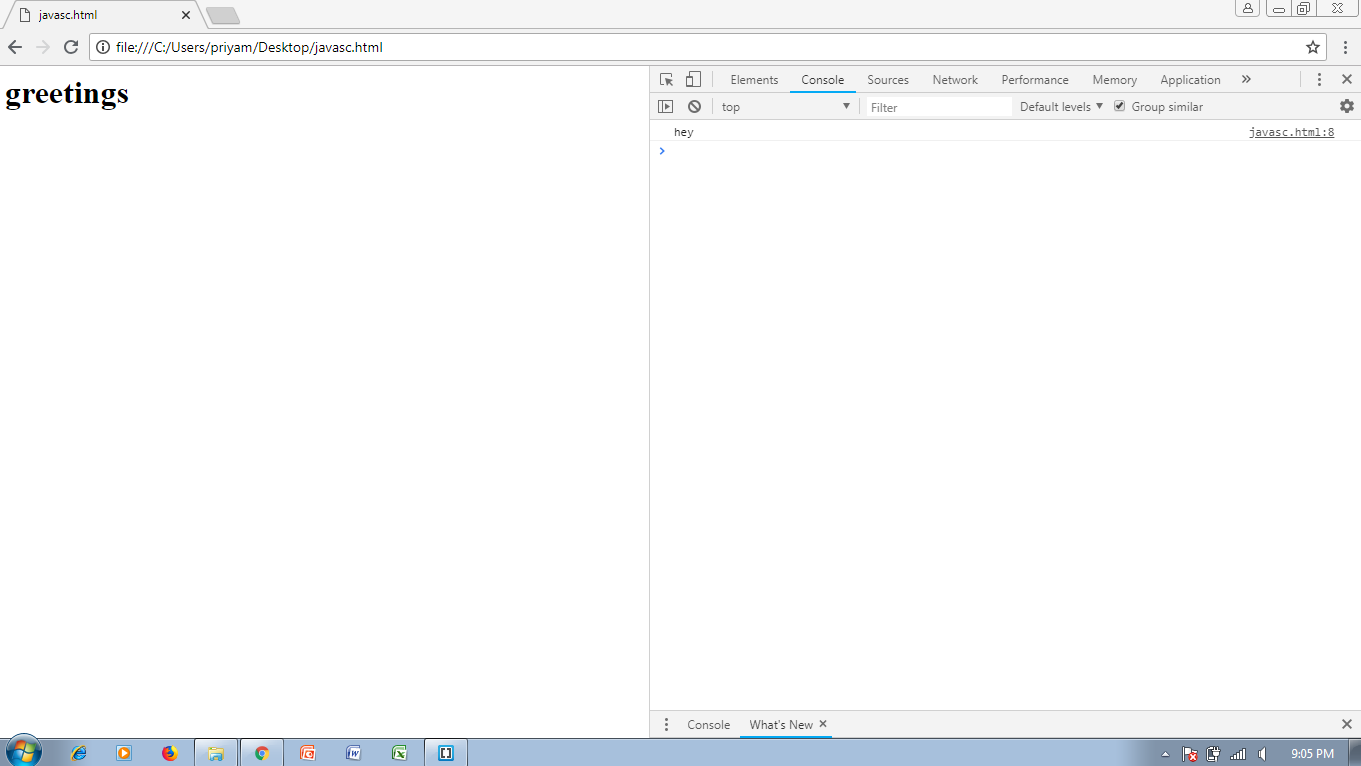 javasc.html
file:///C:/Users/priyam/Desktop/javasc.html
greetings
Elements Console Sources Network Performance Memory Application »
top Filter Default levels Group similar
hey javasc.html:8
Console What's New
9:05 PM